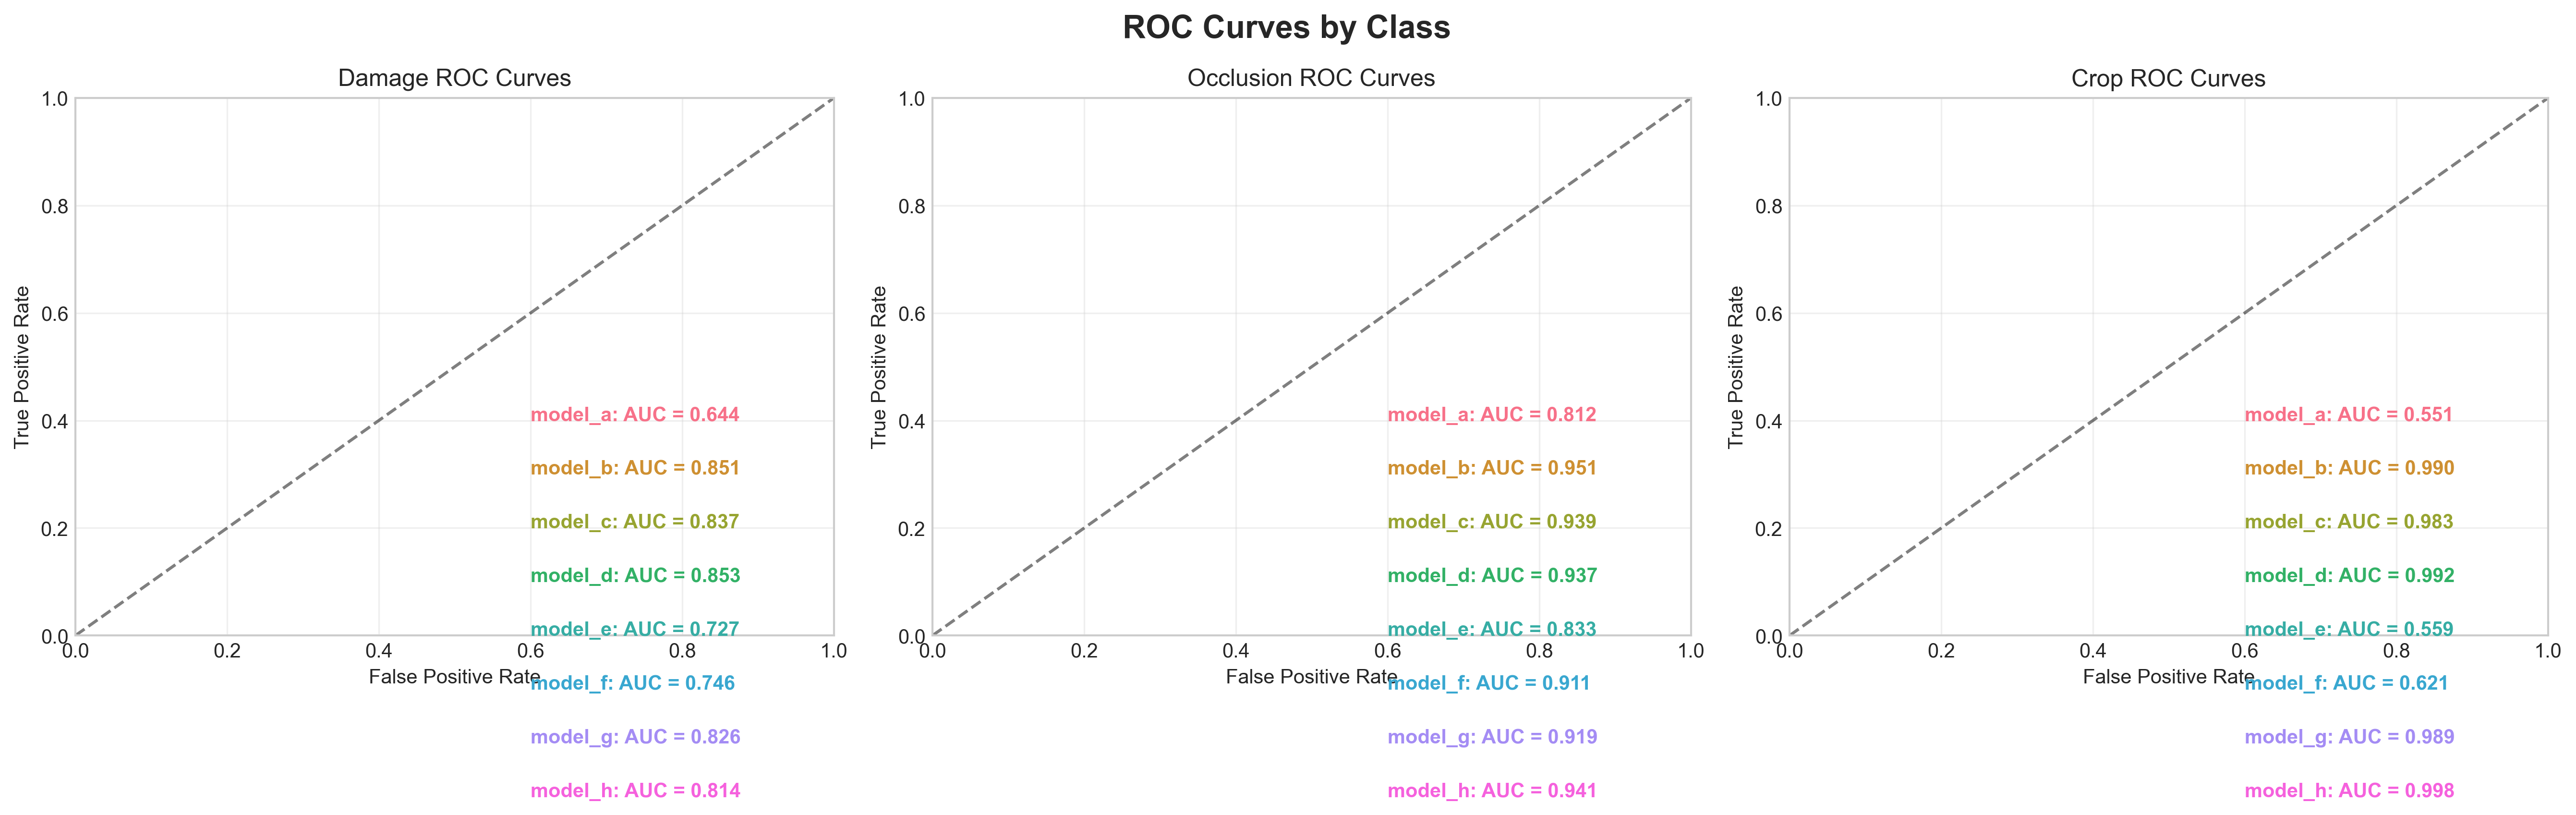 ROC Curves by Class
Damage ROC Curves
1.0
0.8
0.6
0.4
0.2
0.0
True Positive Rate
model_a: AUC = 0.644
model_b: AUC = 0.851
model_c: AUC = 0.837
model_d: AUC = 0.853
model_e: AUC = 0.727
0.0 0.2 0.4 0.6 0.8 1.0
False Positive Rate
model_f: AUC = 0.746
model_g: AUC = 0.826
model_h: AUC = 0.814
Occlusion ROC Curves
1.0
0.8
0.6
0.4
0.2
0.0
True Positive Rate
model_a: AUC = 0.812
model_b: AUC = 0.951
model_c: AUC = 0.939
model_d: AUC = 0.937
model_e: AUC = 0.833
0.0 0.2 0.4 0.6 0.8 1.0
False Positive Rate
model_f: AUC = 0.911
model_g: AUC = 0.919
model_h: AUC = 0.941
Crop ROC Curves
1.0
0.8
0.6
0.4
0.2
0.0
True Positive Rate
model_a: AUC = 0.551
model_b: AUC = 0.990
model_c: AUC = 0.983
model_d: AUC = 0.992
model_e: AUC = 0.559
0.0 0.2 0.4 0.6 0.8 1.0
False Positive Rate
model_f: AUC = 0.621
model_g: AUC = 0.989
model_h: AUC = 0.998